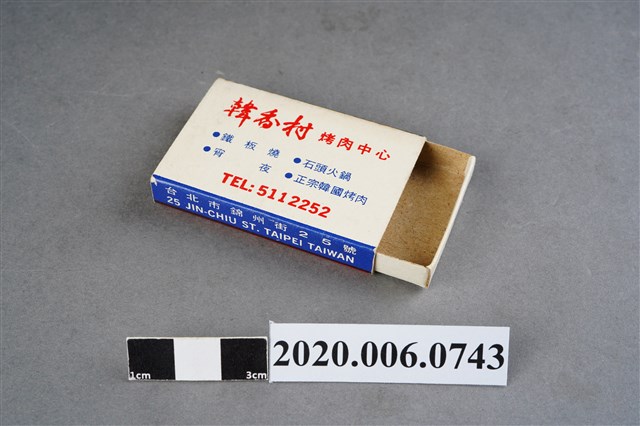 韓香村 烤肉中心
●鐵板燒 ●石頭火鍋
●宵夜 ●正宗韓國烤肉
TEL:5112252
台北市錦州街25號
25 JIN-CHIU ST. TAIPEI TAIWAN
1cm 3cm
2020.006.0743